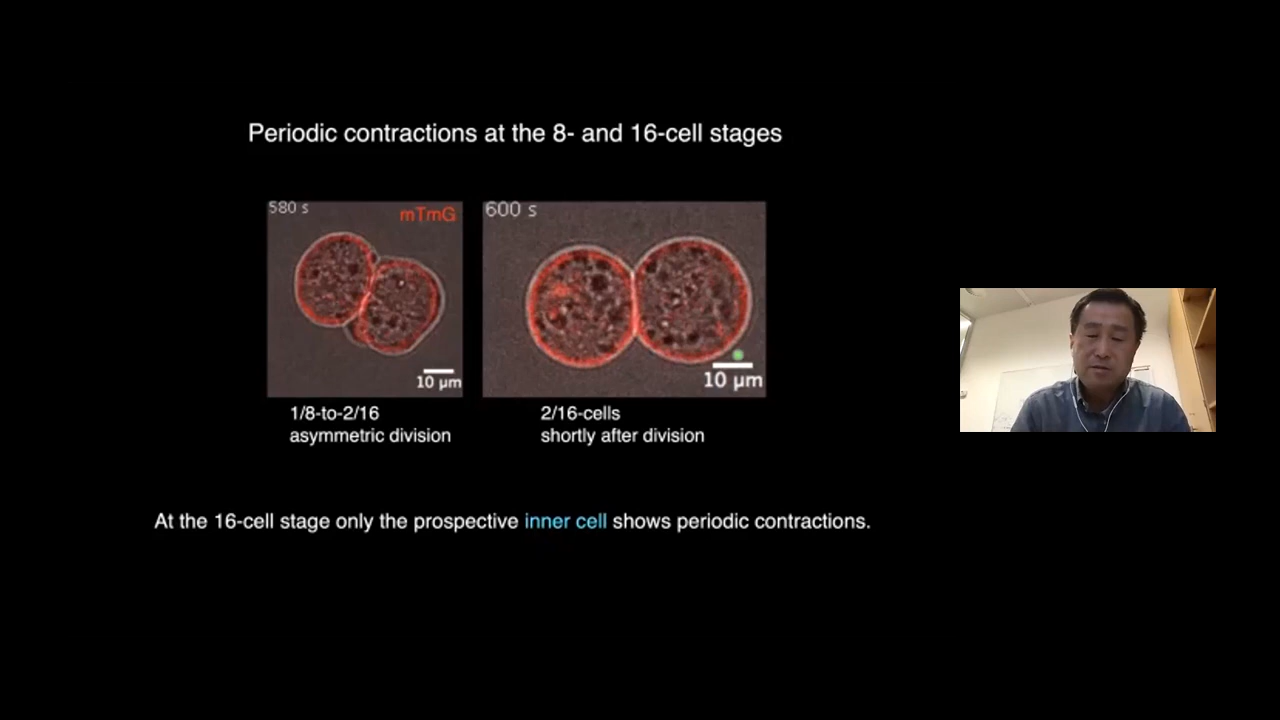 Periodic contractions at the 8- and 16-cell stages
580 s
mTmG
600 s
10 µm
10 µm
1/8-to-2/16
asymmetric division
2/16-cells
shortly after division
At the 16-cell stage only the prospective inner cell shows periodic contractions.